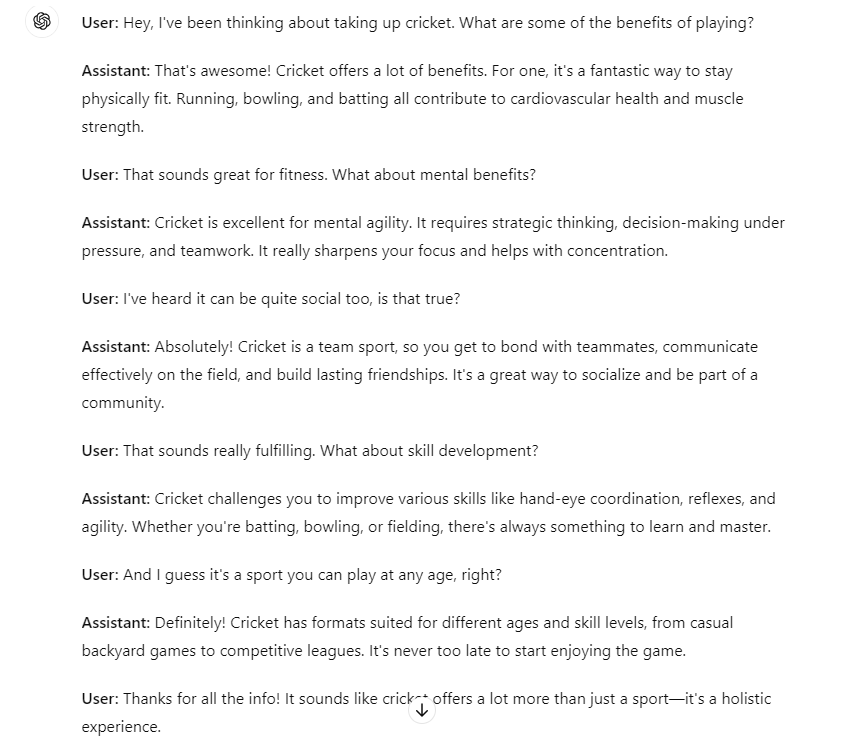 User: Hey, I've been thinking about taking up cricket. What are some of the benefits of playing?
Assistant: That's awesome! Cricket offers a lot of benefits. For one, it's a fantastic way to stay
physically fit. Running, bowling, and batting all contribute to cardiovascular health and muscle
strength.
User: That sounds great for fitness. What about mental benefits?
Assistant: Cricket is excellent for mental agility. It requires strategic thinking, decision-making under
pressure, and teamwork. It really sharpens your focus and helps with concentration.
User: I've heard it can be quite social too, is that true?
Assistant: Absolutely! Cricket is a team sport, so you get to bond with teammates, communicate
effectively on the field, and build lasting friendships. It's a great way to socialize and be part of a
community.
User: That sounds really fulfilling. What about skill development?
Assistant: Cricket challenges you to improve various skills like hand-eye coordination, reflexes, and
agility. Whether you're batting, bowling, or fielding, there's always something to learn and master.
User: And I guess it's a sport you can play at any age, right?
Assistant: Definitely! Cricket has formats suited for different ages and skill levels, from casual
backyard games to competitive leagues. It's never too late to start enjoying the game.
User: Thanks for all the info! It sounds like cricket offers a lot more than just a sport—it's a holistic
experience.